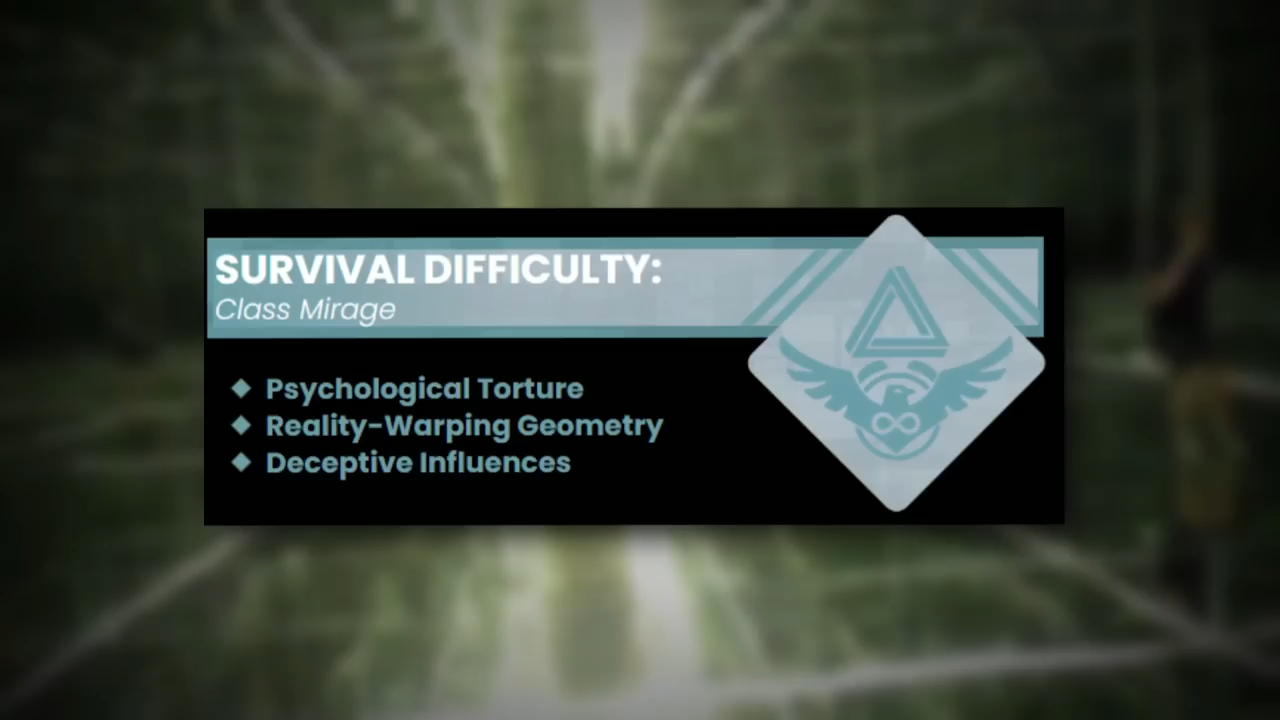 SURVIVAL DIFFICULTY:
Class Mirage
Psychological Torture
Reality-Warping Geometry
Deceptive Influences